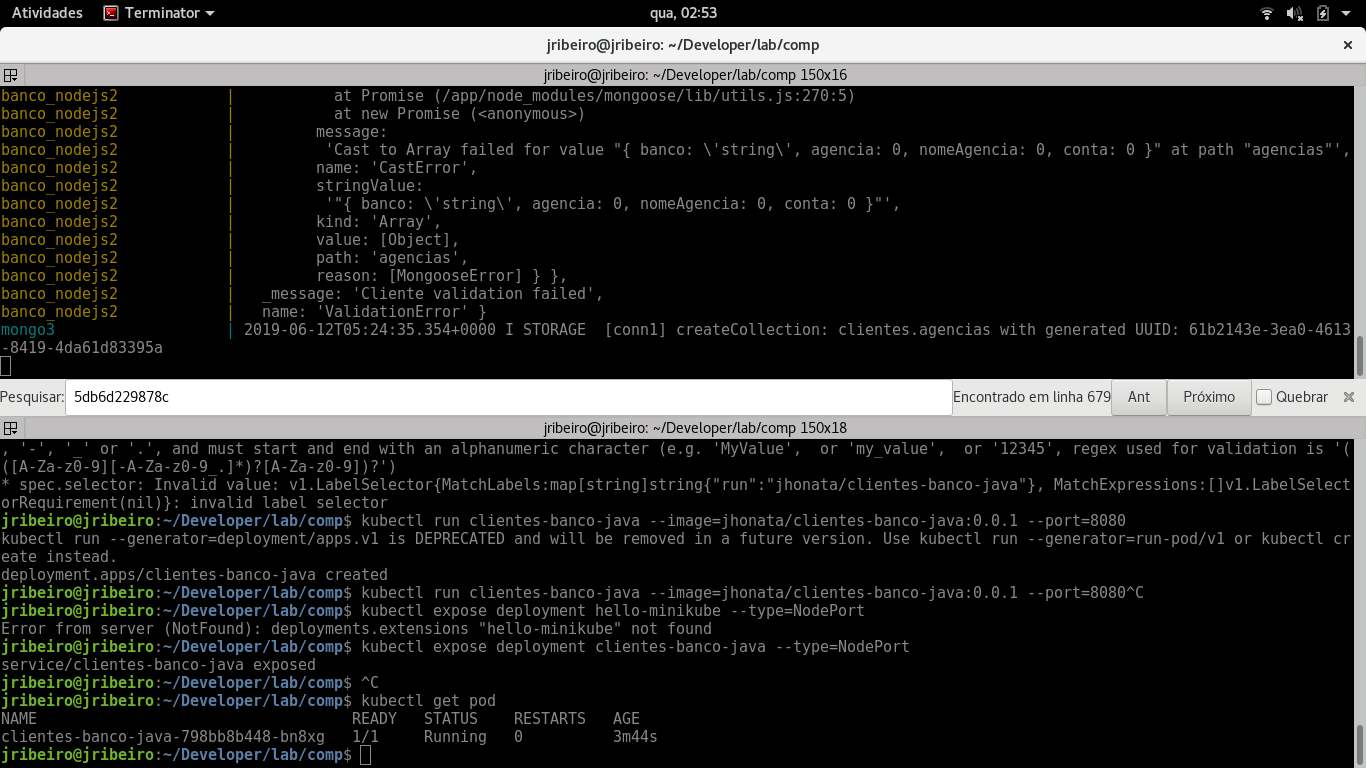 Atividades Terminator qua, 02:53
jribeiro@jribeiro: ~/Developer/lab/comp
jribeiro@jribeiro: ~/Developer/lab/comp 150x16
banco_nodejs2 | at Promise (/app/node_modules/mongoose/lib/utils.js:270:5)
banco_nodejs2 | at new Promise (<anonymous>)
banco_nodejs2 | message:
banco_nodejs2 | 'Cast to Array failed for value "{ banco: \'string\', agencia: 0, nomeAgencia: 0, conta: 0 }" at path "agencias"',
banco_nodejs2 | name: 'CastError',
banco_nodejs2 | stringValue:
banco_nodejs2 | '"{ banco: \'string\', agencia: 0, nomeAgencia: 0, conta: 0 }"',
banco_nodejs2 | kind: 'Array',
banco_nodejs2 | value: [Object],
banco_nodejs2 | path: 'agencias',
banco_nodejs2 | reason: [MongooseError] } },
banco_nodejs2 | _message: 'Cliente validation failed',
banco_nodejs2 | name: 'ValidationError' }
mongo3 | 2019-06-12T05:24:35.354+0000 I STORAGE [conn1] createCollection: clientes.agencias with generated UUID: 61b2143e-3ea0-4613
-8419-4da61d83395a
Pesquisar: 5db6d229878c Encontrado em linha 679 Ant Próximo Quebrar
jribeiro@jribeiro: ~/Developer/lab/comp 150x18
, '-', '_' or '.', and must start and end with an alphanumeric character (e.g. 'MyValue', or 'my_value', or '12345', regex used for validation is '(
([A-Za-z0-9][-A-Za-z0-9_.]*)?[A-Za-z0-9])?')
* spec.selector: Invalid value: v1.LabelSelector{MatchLabels:map[string]string{"run":"jhonata/clientes-banco-java"}, MatchExpressions:[]v1.LabelSelect
orRequirement(nil)}: invalid label selector
jribeiro@jribeiro:~/Developer/lab/comp$ kubectl run clientes-banco-java --image=jhonata/clientes-banco-java:0.0.1 --port=8080
kubectl run --generator=deployment/apps.v1 is DEPRECATED and will be removed in a future version. Use kubectl run --generator=run-pod/v1 or kubectl cr
eate instead.
deployment.apps/clientes-banco-java created
jribeiro@jribeiro:~/Developer/lab/comp$ kubectl run clientes-banco-java --image=jhonata/clientes-banco-java:0.0.1 --port=8080^C
jribeiro@jribeiro:~/Developer/lab/comp$ kubectl expose deployment hello-minikube --type=NodePort
Error from server (NotFound): deployments.extensions "hello-minikube" not found
jribeiro@jribeiro:~/Developer/lab/comp$ kubectl expose deployment clientes-banco-java --type=NodePort
service/clientes-banco-java exposed
jribeiro@jribeiro:~/Developer/lab/comp$ ^C
jribeiro@jribeiro:~/Developer/lab/comp$ kubectl get pod
NAME READY STATUS RESTARTS AGE
clientes-banco-java-798bb8b448-bn8xg 1/1 Running 0 3m44s
jribeiro@jribeiro:~/Developer/lab/comp$